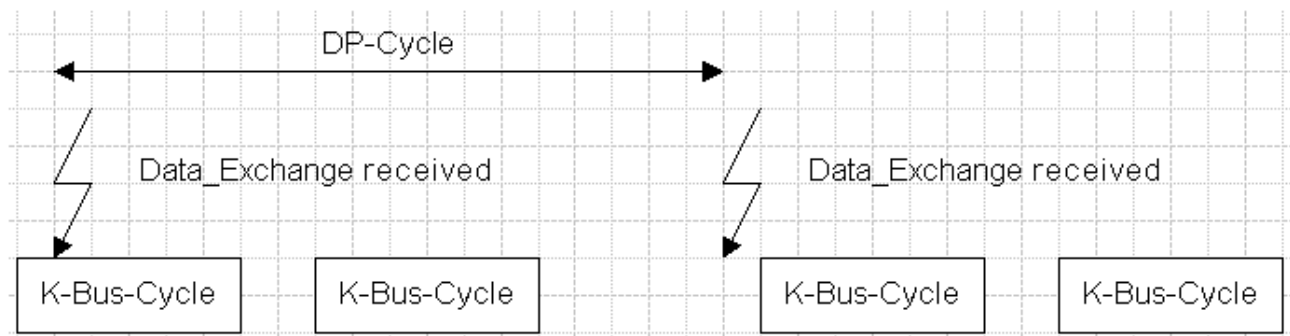 DP-Cycle
Data_Exchange received
Data_Exchange received
K-Bus-Cycle
K-Bus-Cycle
K-Bus-Cycle
K-Bus-Cycle